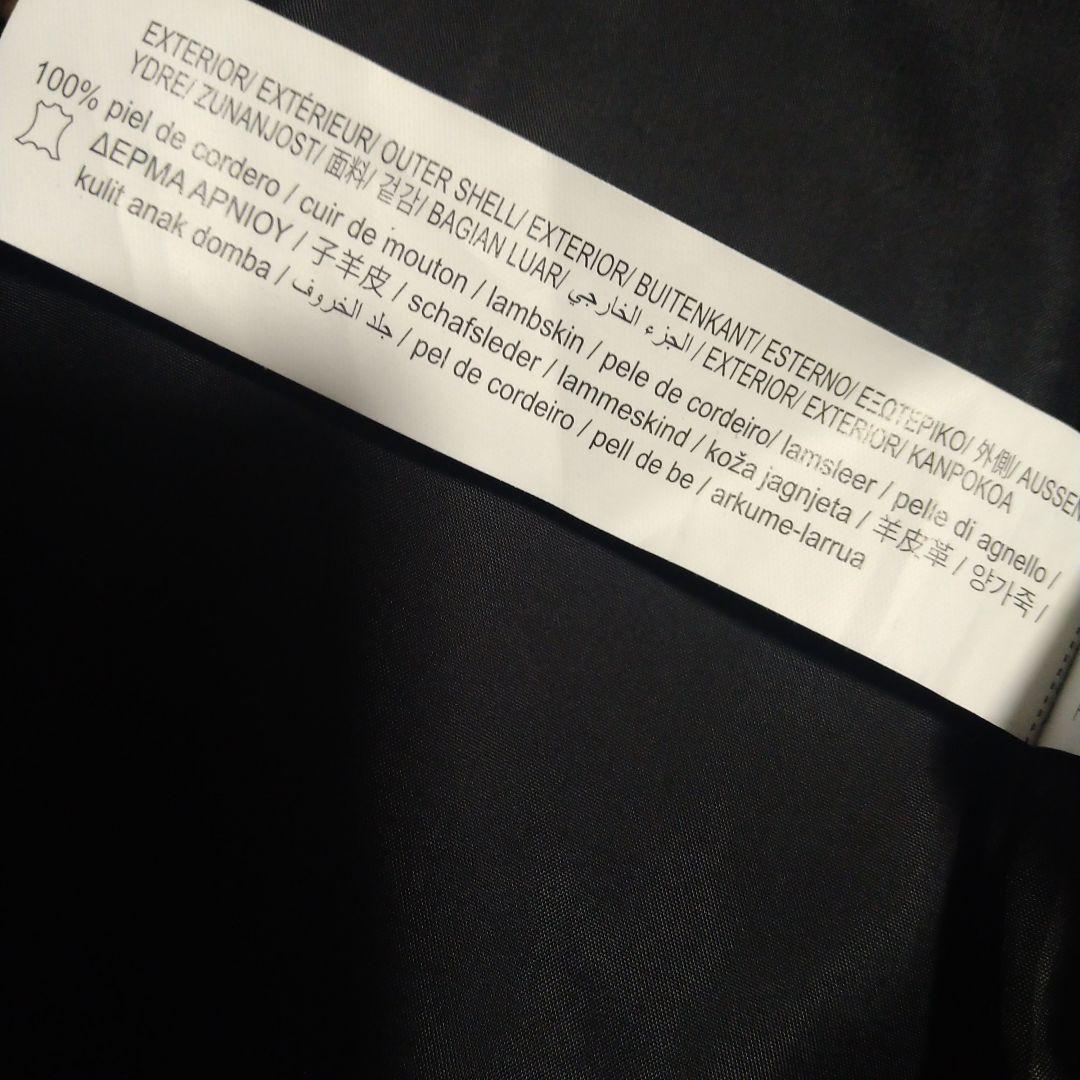 EXTERIOR/ EXTÉRIEUR/ OUTER SHELL/ EXTERIOR/ BUITENKANT/ ESTERNO/ ΕΞΩΤΕΡΙΚΟ/ 外側/ AUSSEN
YDRE/ ZUNANJOST/ 面料/ 겉감/ BAGIAN LUAR/ الجزء الخارجي / EXTERIOR/ EXTERIOR/ KANPOKOA
100% piel de cordero / cuir de mouton / lambskin / pele de cordeiro/ lamsleer / pelle di agnello /
ΔΕΡΜΑ ΑΡΝΙΟΥ / 子羊皮 / schafsleder / lammeskind / koža jagnjeta / 羊皮革 / 양가죽 /
kulit anak domba / جلد الخروف / pel de cordeiro / pell de be / arkume-larrua